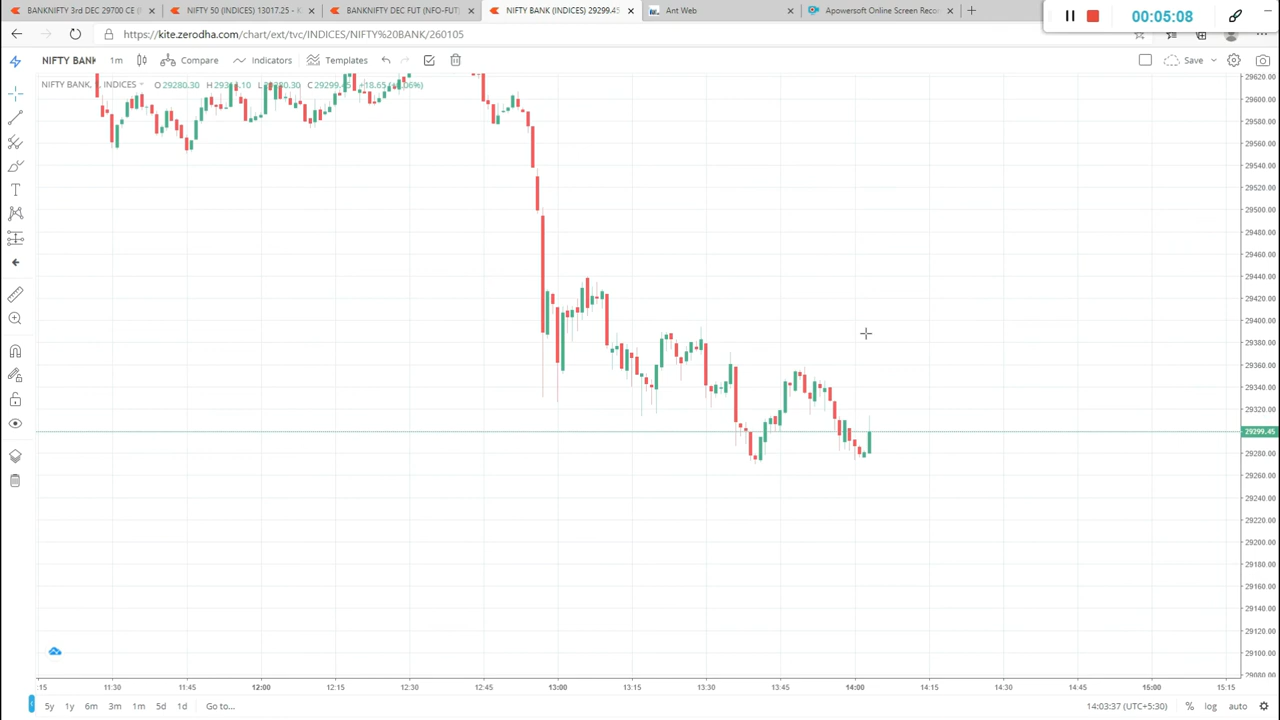 BANKNIFTY 3rd DEC 29700 CE (
NIFTY 50 (INDICES) 13017.25 - K
BANKNIFTY DEC FUT (NFO-FUT)
NIFTY BANK (INDICES) 29299.45
Ant Web
Apowersoft Online Screen Reco
00:05:08
https://kite.zerodha.com/chart/ext/tvc/INDICES/NIFTY%20BANK/260105
NIFTY BANK
1m
Compare
Indicators
Templates
Save
NIFTY BANK, INDICES
O29280.30
29620.00
29600.00
29580.00
29560.00
29540.00
29520.00
29500.00
29480.00
29460.00
29440.00
29420.00
29400.00
29380.00
29360.00
29340.00
29320.00
29299.45
29280.00
29260.00
29240.00
29220.00
29200.00
29180.00
29160.00
29140.00
29120.00
29100.00
29080.00
:15
11:30
11:45
12:00
12:15
12:30
12:45
13:00
13:15
13:30
13:45
14:00
14:15
14:30
14:45
15:00
15:15
5y
1y
6m
3m
1m
5d
1d
Go to...
14:03:37 (UTC+5:30)
%
log
auto